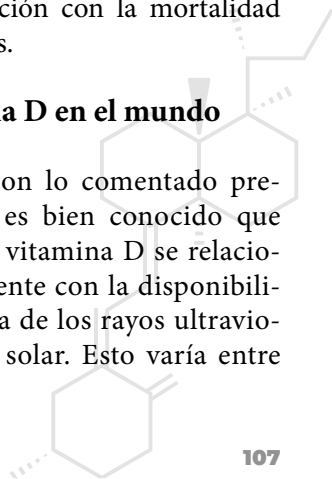 ción con la mortalidad
s.
a D en el mundo
on lo comentado pre-
es bien conocido que
vitamina D se relacio-
ente con la disponibili-
a de los rayos ultravio-
solar. Esto varía entre
107